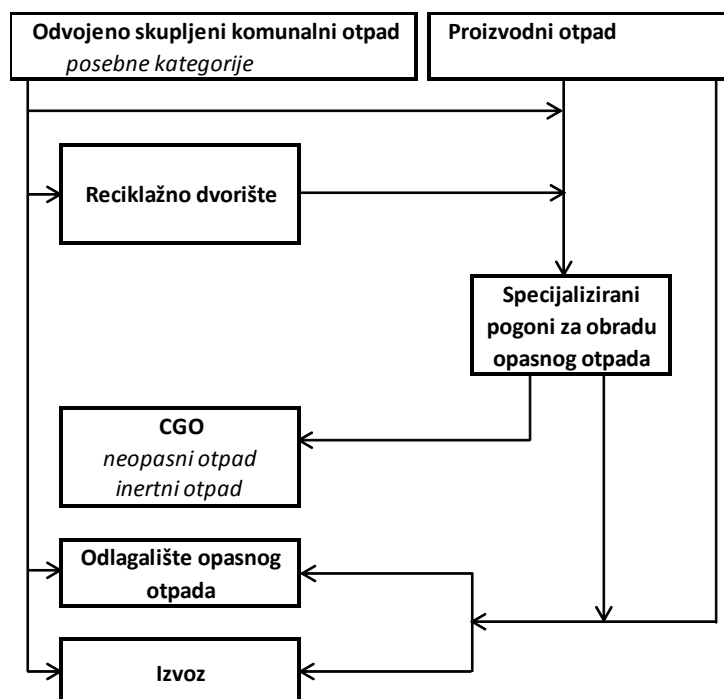 Odvojeno skupljeni komunalni otpad
posebne kategorije
Proizvodni otpad
Reciklažno dvorište
Specijalizirani
pogoni za obradu
opasnog otpada
CGO
neopasni otpad
inertni otpad
Odlagalište opasnog
otpada
Izvoz